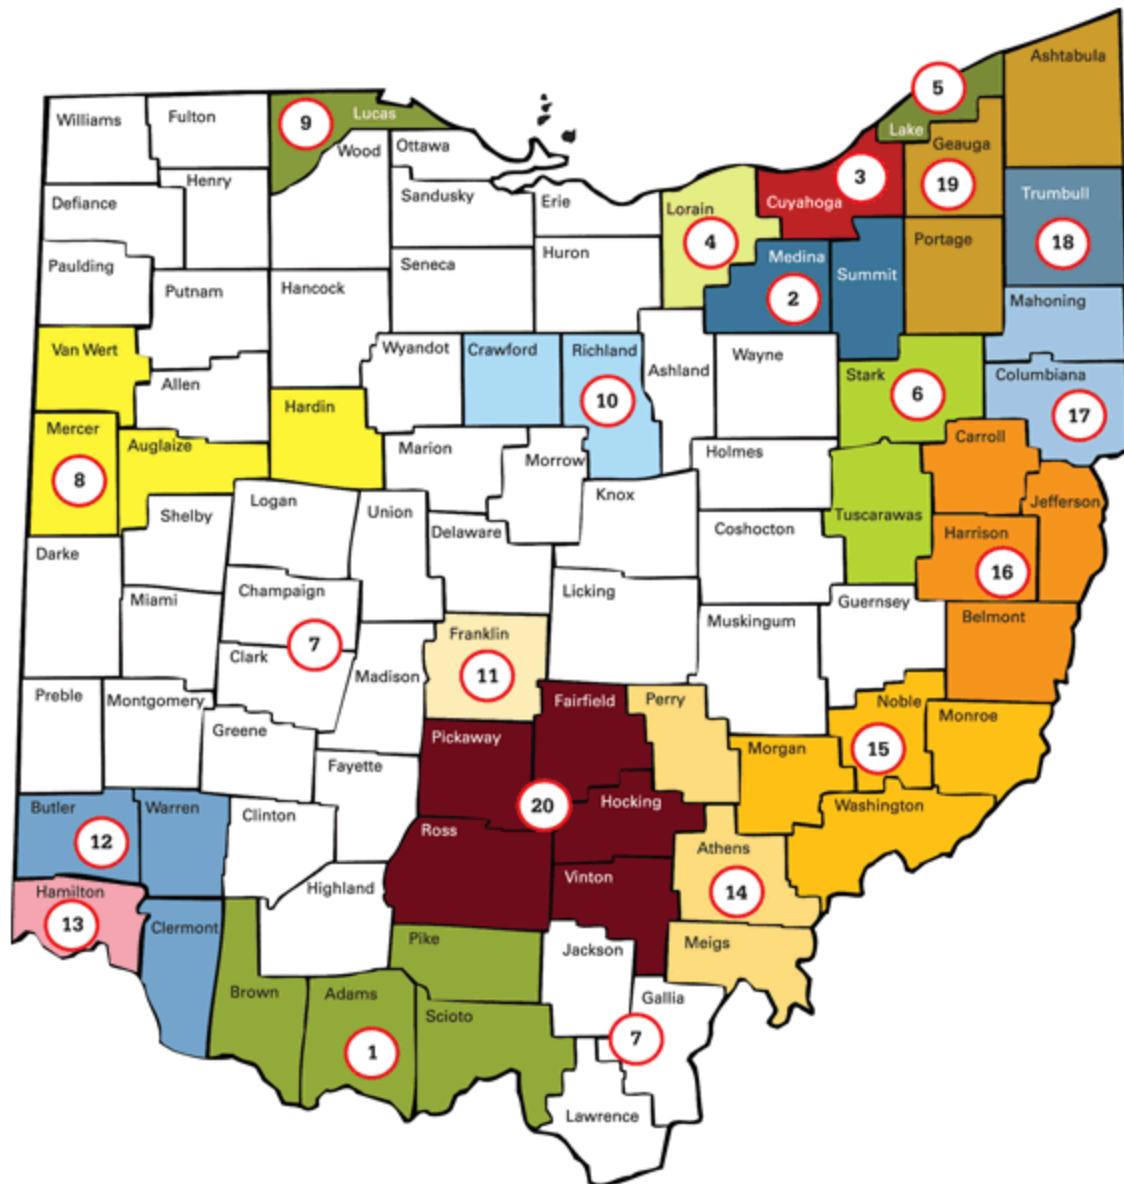 Ashtabula
5
Lake
Williams
Fulton
9
Lucas
Wood
Ottawa
Geauga
3
19
Henry
Defiance
Sandusky
Erie
Lorain
Cuyahoga
Trumbull
4
18
Portage
Paulding
Putnam
Hancock
Seneca
Huron
Medina
2
Summit
Mahoning
Van Wert
Allen
Wyandot
Crawford
Richland
10
Ashland
Wayne
Stark
6
Columbiana
17
Hardin
Mercer
8
Auglaize
Marion
Morrow
Holmes
Carroll
Shelby
Logan
Union
Knox
Delaware
Coshocton
Tuscarawas
Jefferson
Harrison
16
Darke
Miami
Champaign
7
Clark
Licking
Muskingum
Guernsey
Belmont
Franklin
11
Madison
Preble
Montgomery
Greene
Fairfield
Perry
Noble
15
Monroe
Pickaway
Morgan
Fayette
Butler
12
Warren
Clinton
20
Hocking
Washington
Ross
Athens
14
Hamilton
13
Highland
Vinton
Clermont
Pike
Jackson
Meigs
Brown
Adams
1
Scioto
Gallia
7
Lawrence